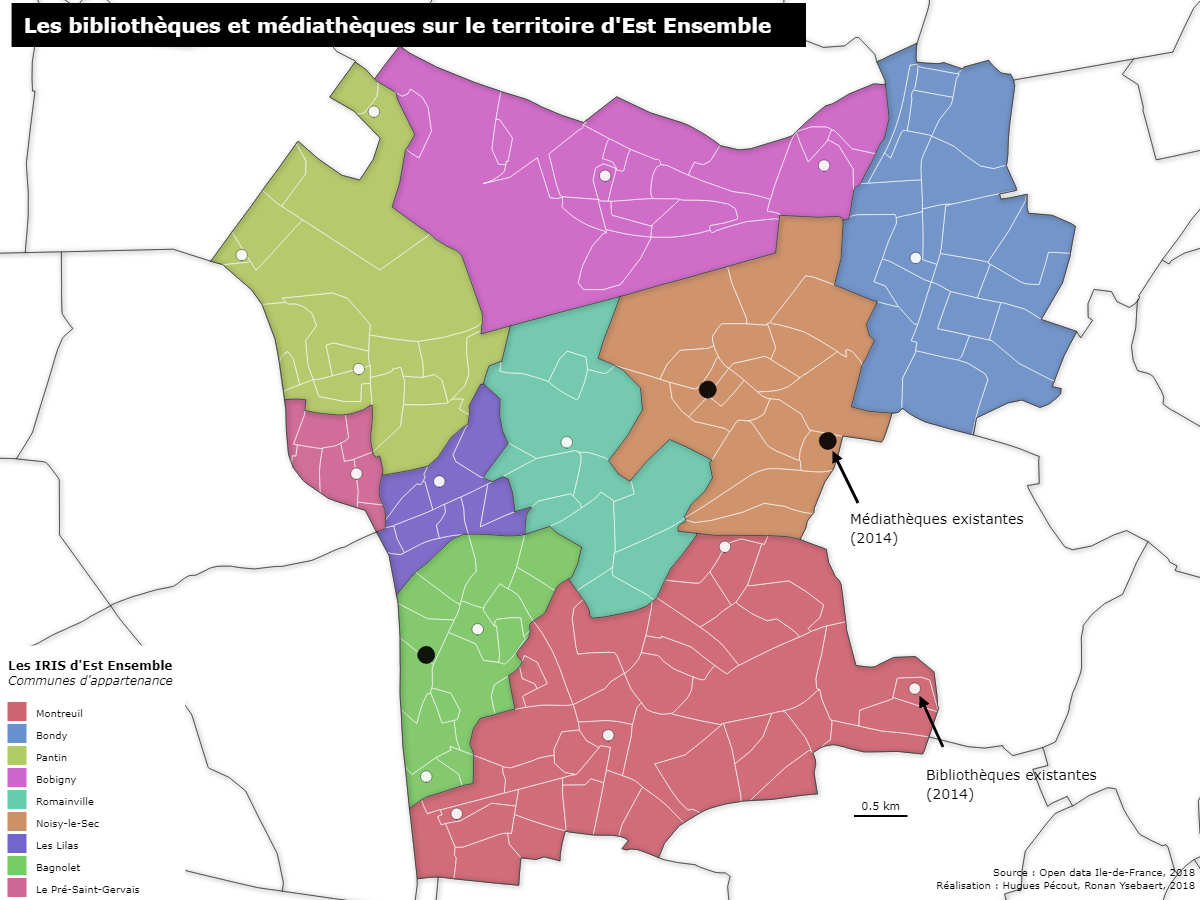 Les bibliothèques et médiathèques sur le territoire d'Est Ensemble
Médiathèques existantes
(2014)
Les IRIS d'Est Ensemble
Communes d'appartenance
Montreuil
Bondy
Pantin
Bobigny
Romainville
Noisy-le-Sec
Les Lilas
Bagnolet
Le Pré-Saint-Gervais
Bibliothèques existantes
(2014)
0.5 km
Source : Open data Ile-de-France, 2018
Réalisation : Hugues Pécout, Ronan Ysebaert, 2018